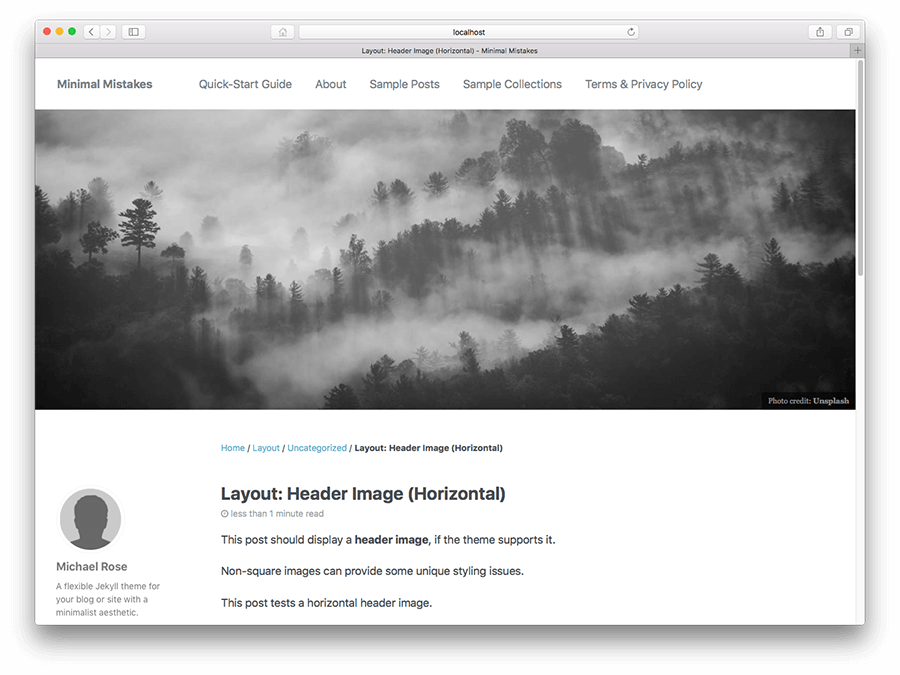 localhost
Layout: Header Image (Horizontal) - Minimal Mistakes
Minimal Mistakes Quick-Start Guide About Sample Posts Sample Collections Terms & Privacy Policy
Photo credit: Unsplash
Home / Layout / Uncategorized / Layout: Header Image (Horizontal)
Layout: Header Image (Horizontal)
less than 1 minute read
This post should display a header image, if the theme supports it.
Non-square images can provide some unique styling issues.
This post tests a horizontal header image.
Michael Rose
A flexible Jekyll theme for
your blog or site with a
minimalist aesthetic.